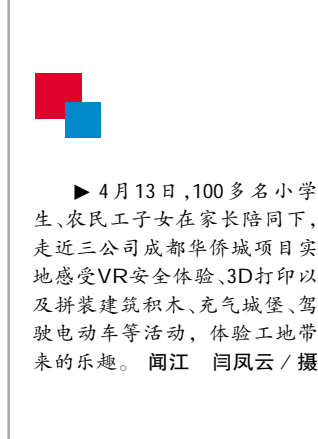 ▶ 4月13日,100多名小学
生、农民工子女在家长陪同下,
走近三公司成都华侨城项目实
地感受VR安全体验、3D打印以
及拼装建筑积木、充气城堡、驾
驶电动车等活动，体验工地带
来的乐趣。 闻江 闫凤云/摄